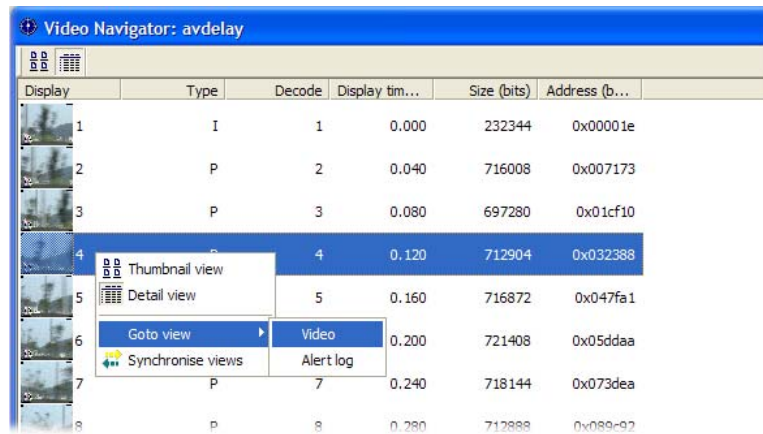 Video Navigator: avdelay
Display Type Decode Display tim... Size (bits) Address (b...
1 I 1 0.000 232344 0x00001e
2 P 2 0.040 716008 0x007173
3 P 3 0.080 697280 0x01cf10
4 4 0.120 712904 0x032388
Thumbnail view
Detail view
5 5 0.160 716872 0x047fa1
Goto view Video
6 0.200 721408 0x05ddaa
Synchronise views Alert log
7 P 7 0.240 718144 0x073dea
8 P 8 0.280 712888 0x089c92